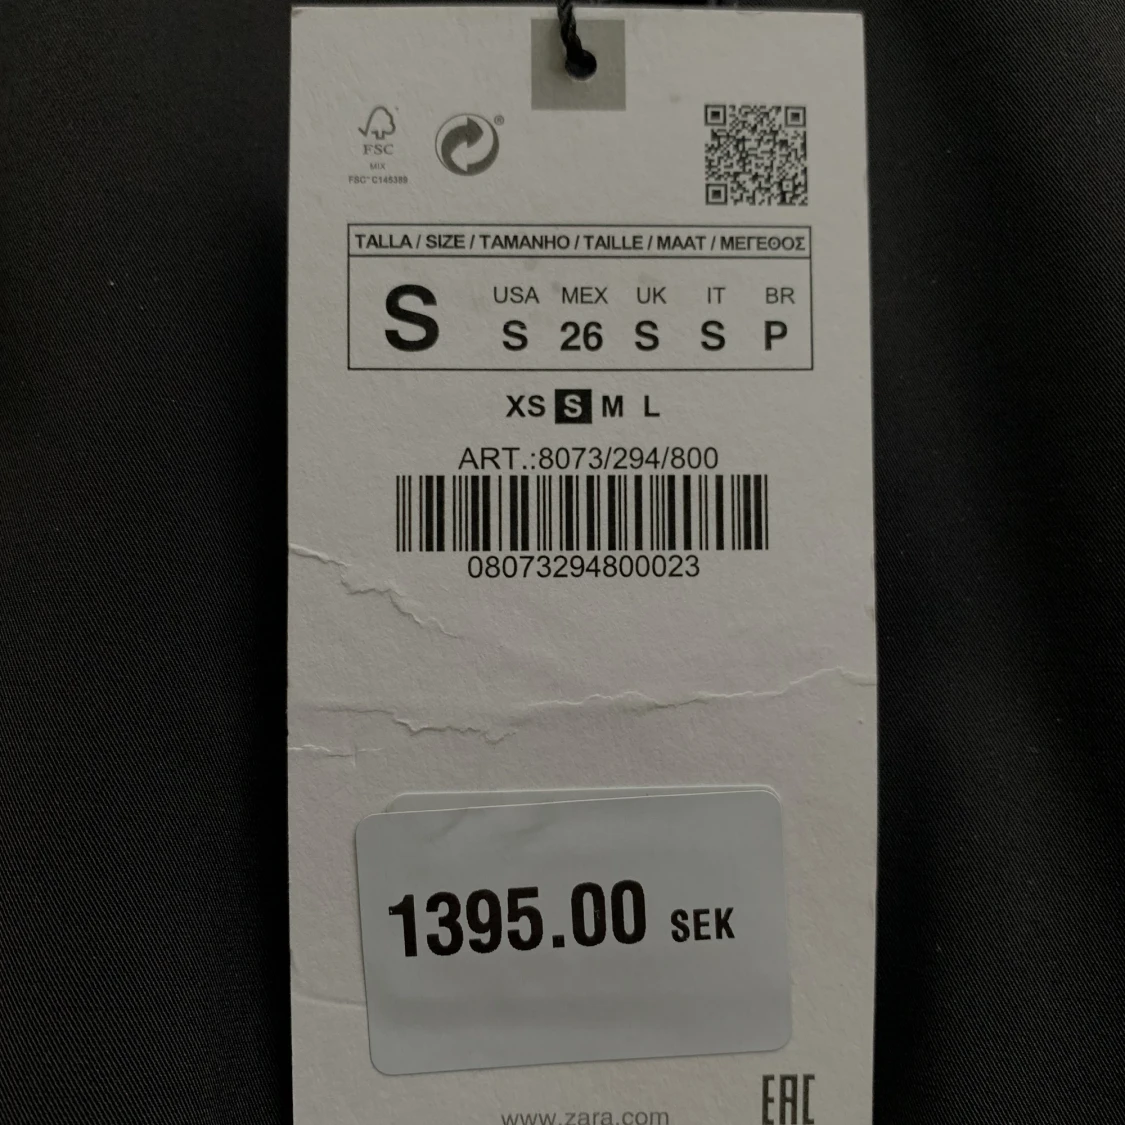 FSC
MIX
FSC® C148389
®
TALLA / SIZE / TAMANHO / TAILLE / MAAT / ΜΕΓΕΘΟΣ
S
USA MEX UK IT BR
S 26 S S P
XS S M L
ART.:8073/294/800
08073294800023
1395.00 SEK
www.zara.com
EAC